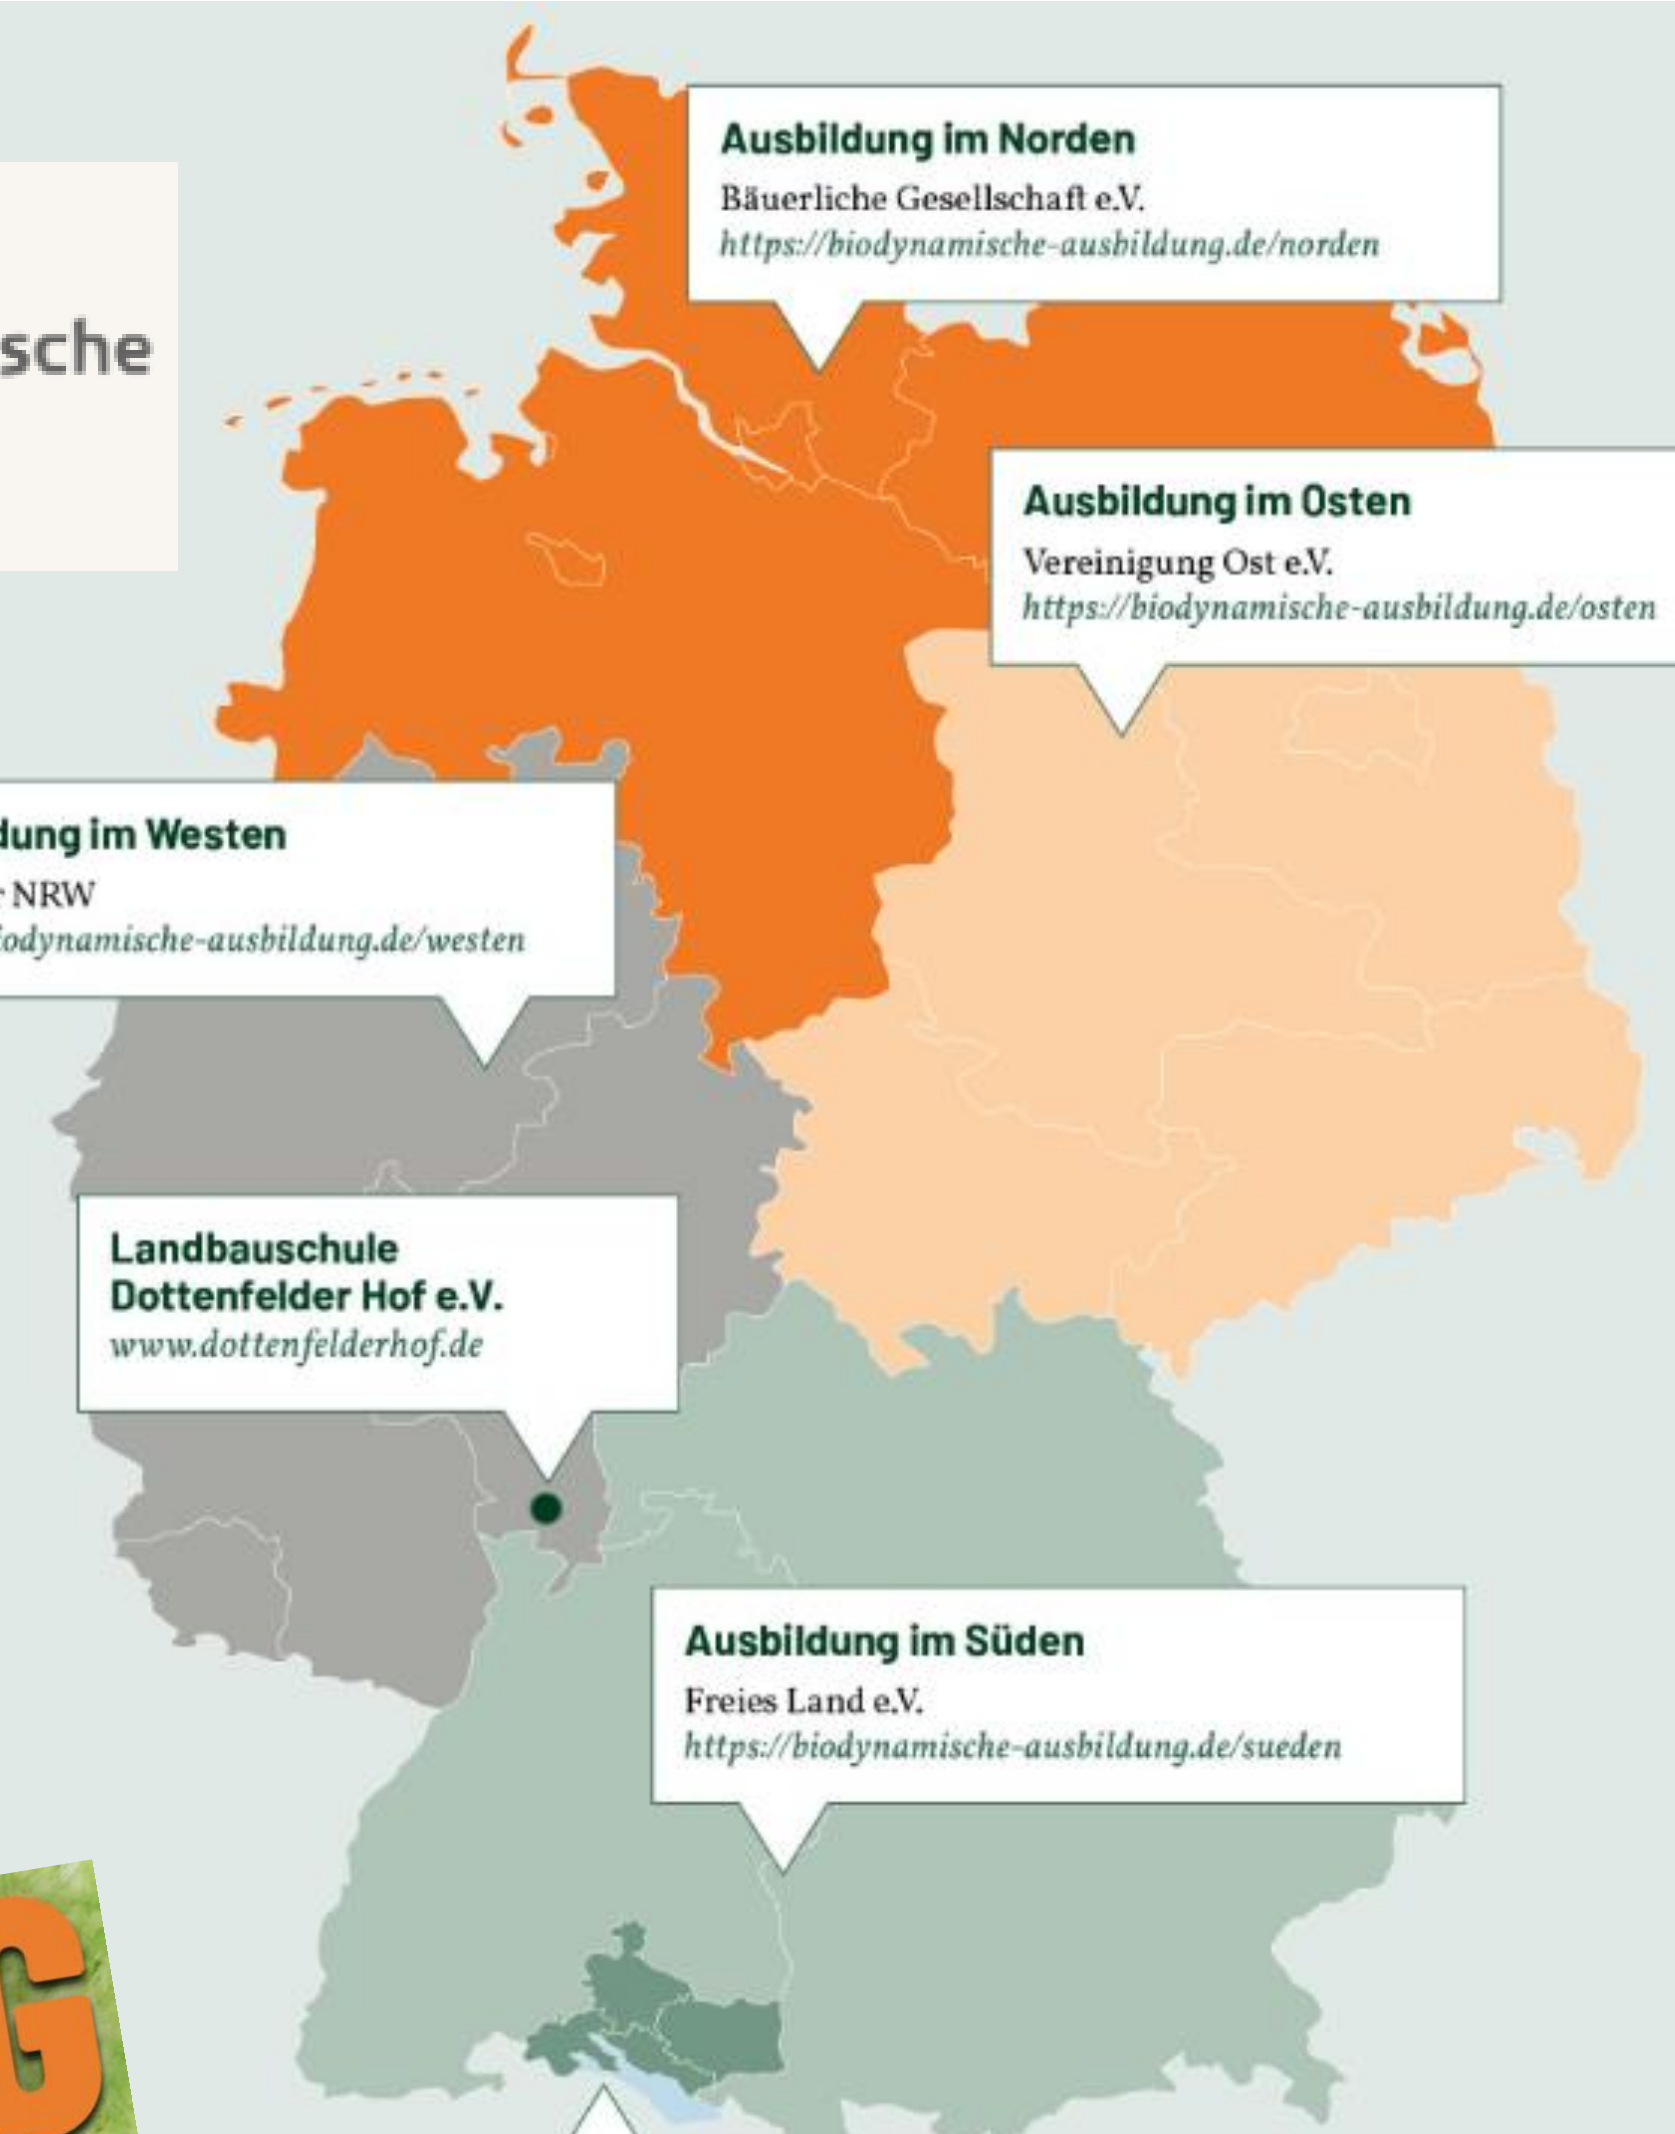 Ausbildung im Norden
Bäuerliche Gesellschaft e.V.
https://biodynamische-ausbildung.de/norden
sche
Ausbildung im Osten
Vereinigung Ost e.V.
https://biodynamische-ausbildung.de/osten
dung im Westen
r NRW
iodynamische-ausbildung.de/westen
Landbauschule
Dottenfelder Hof e.V.
www.dottenfelderhof.de
Ausbildung im Süden
Freies Land e.V.
https://biodynamische-ausbildung.de/sueden
G